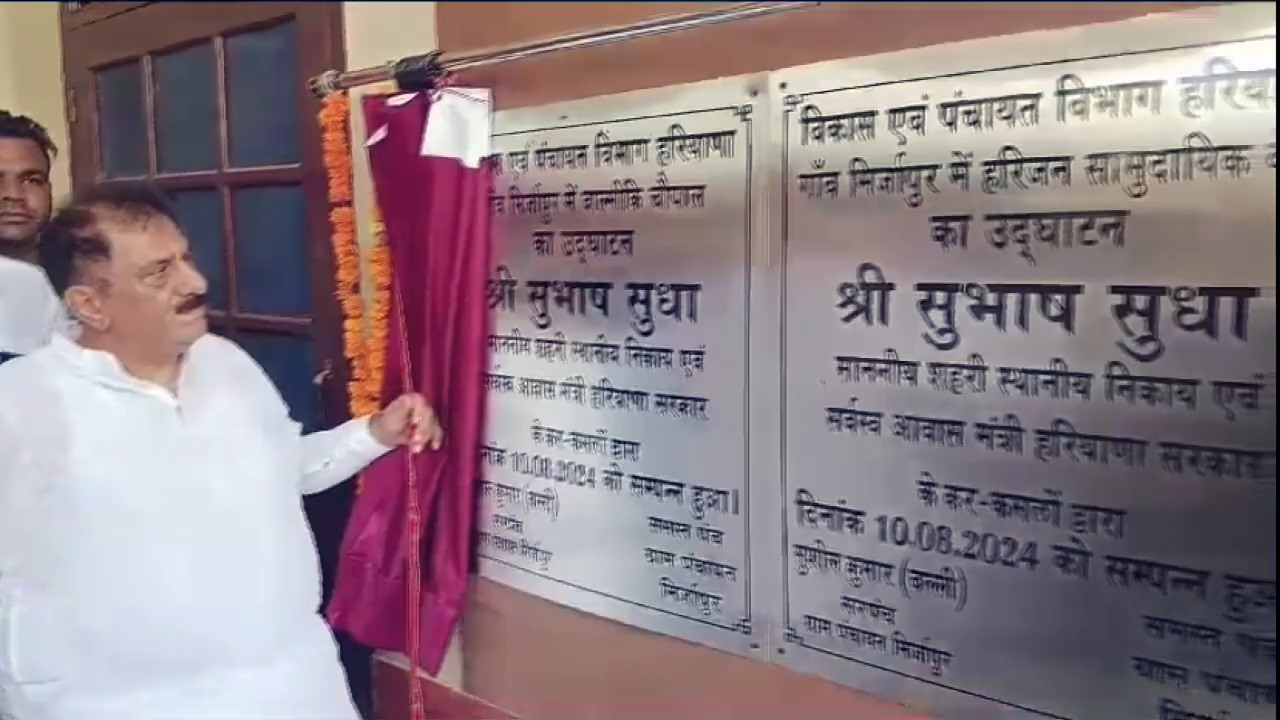 एवं पंचायत विभाग हरियाणा
मिर्जापुर में वाल्मीकि चौपाल
का उद्घाटन
श्री सुभाष सुधा
माननीय शहरी स्थानीय निकाय एवं
सर्वस्व आवास मंत्री हरियाणा सरकार
के कर-कमलों द्वारा
10.08.2024 को सम्पन्न हुआ।
कुमार (बल्ली)
सरपंच
मिर्जापुर
समस्त पंच
ग्राम पंचायत
मिर्जापुर
विकास एवं पंचायत विभाग
गाँव मिर्जापुर में हरिजन सामुदायिक
का उद्घाटन
श्री सुभाष सुधा
माननीय शहरी स्थानीय निकाय एवं
सर्वस्व आवास मंत्री हरियाणा सरकार
के कर-कमलों द्वारा
दिनांक 10.08.2024 को सम्पन्न
सुशील कुमार (बल्ली)
सरपंच
ग्राम पंचायत मिर्जापुर
समस्त
ग्राम